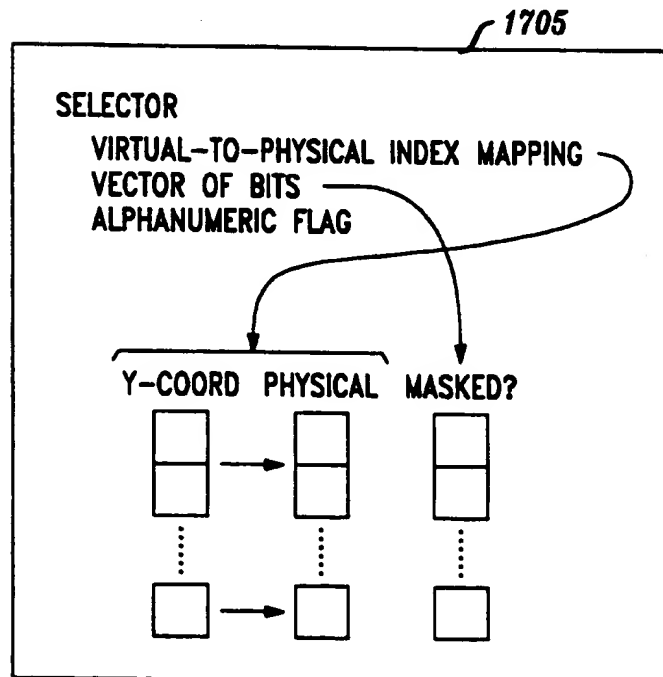 1705
SELECTOR
VIRTUAL-TO-PHYSICAL INDEX MAPPING
VECTOR OF BITS
ALPHANUMERIC FLAG
Y-COORD PHYSICAL MASKED?